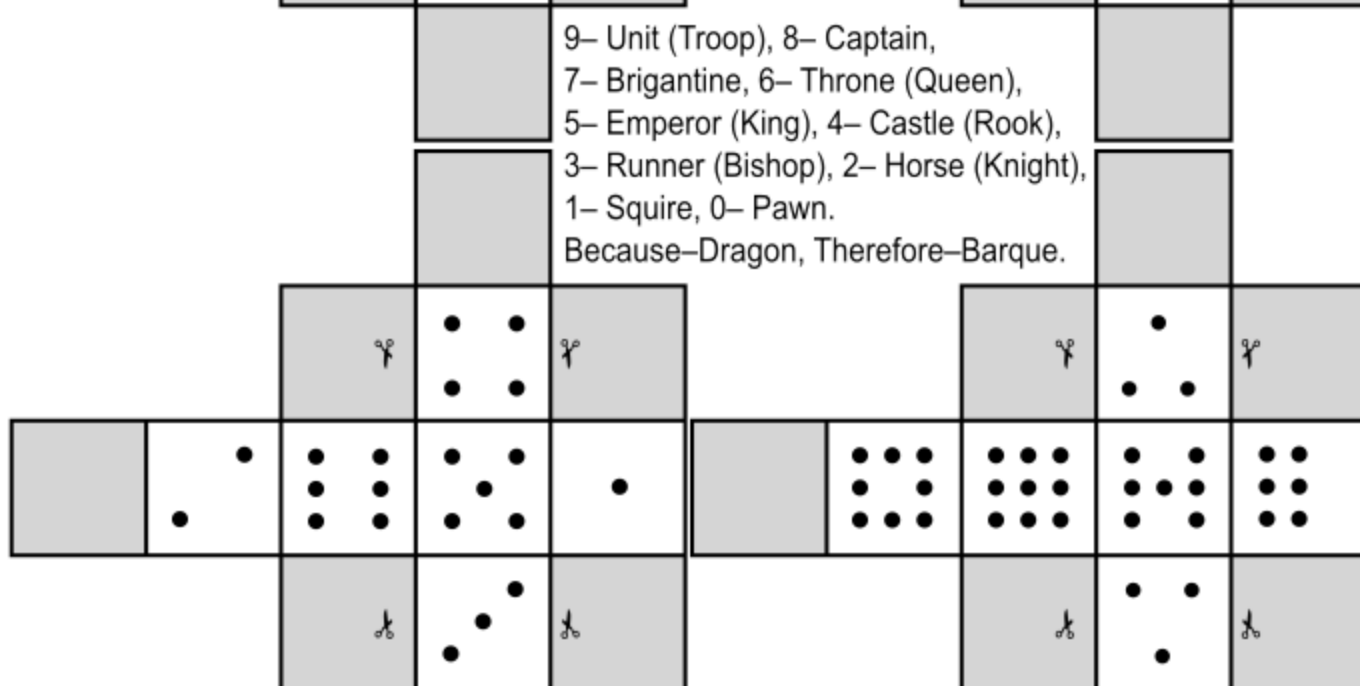 9– Unit (Troop), 8– Captain,
7– Brigantine, 6– Throne (Queen),
5– Emperor (King), 4– Castle (Rook),
3– Runner (Bishop), 2– Horse (Knight),
1– Squire, 0– Pawn.
Because–Dragon, Therefore–Barque.